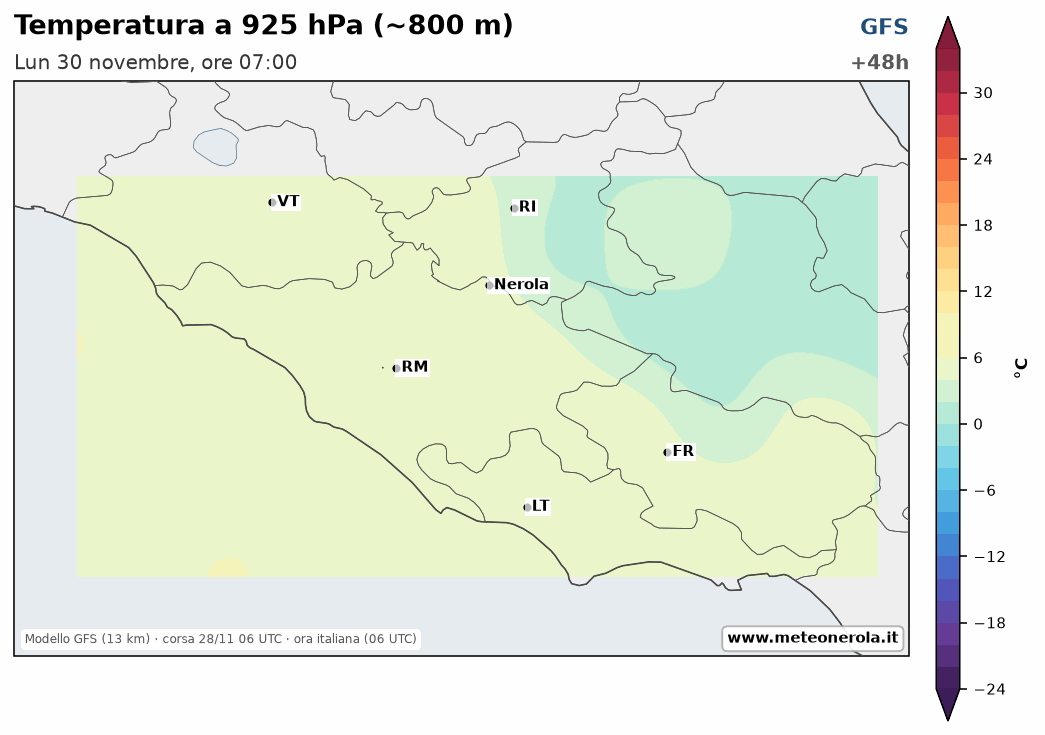 Temperatura a 925 hPa (~800 m)
GFS
Lun 30 novembre, ore 07:00
+48h
VT
RI
Nerola
RM
FR
LT
30
24
18
12
6
0
−6
−12
−18
−24
°C
Modello GFS (13 km) · corsa 28/11 06 UTC · ora italiana (06 UTC)
www.meteonerola.it